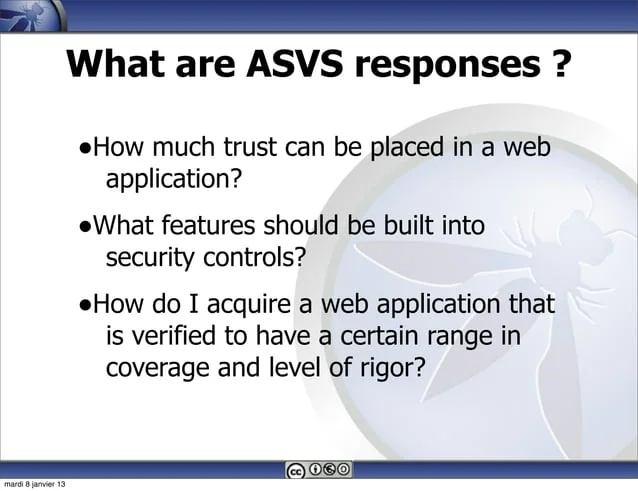 What are ASVS responses ?
●How much trust can be placed in a web
application?
●What features should be built into
security controls?
●How do I acquire a web application that
is verified to have a certain range in
coverage and level of rigor?
cc
mardi 8 janvier 13